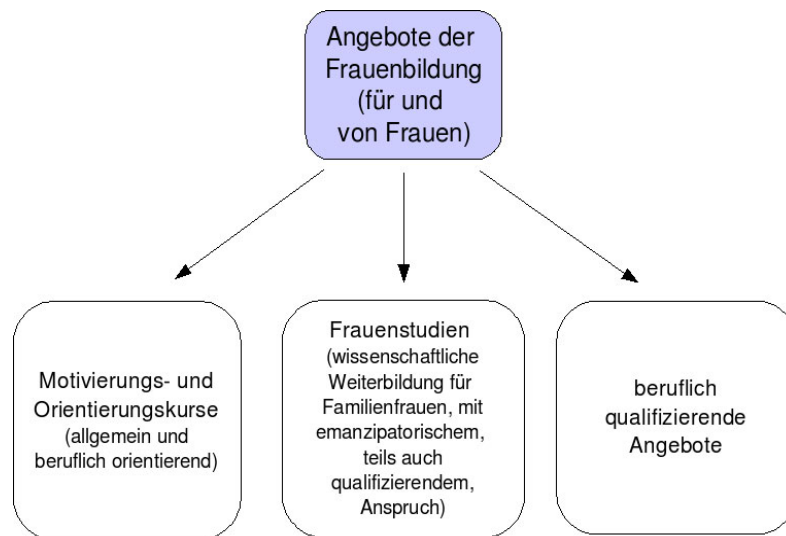 Angebote der
Frauenbildung
(für und
von Frauen)
Motivierungs- und
Orientierungskurse
(allgemein und
beruflich orientierend)
Frauenstudien
(wissenschaftliche
Weiterbildung für
Familienfrauen, mit
emanzipatorischem,
teils auch
qualifizierendem,
Anspruch)
beruflich
qualifizierende
Angebote